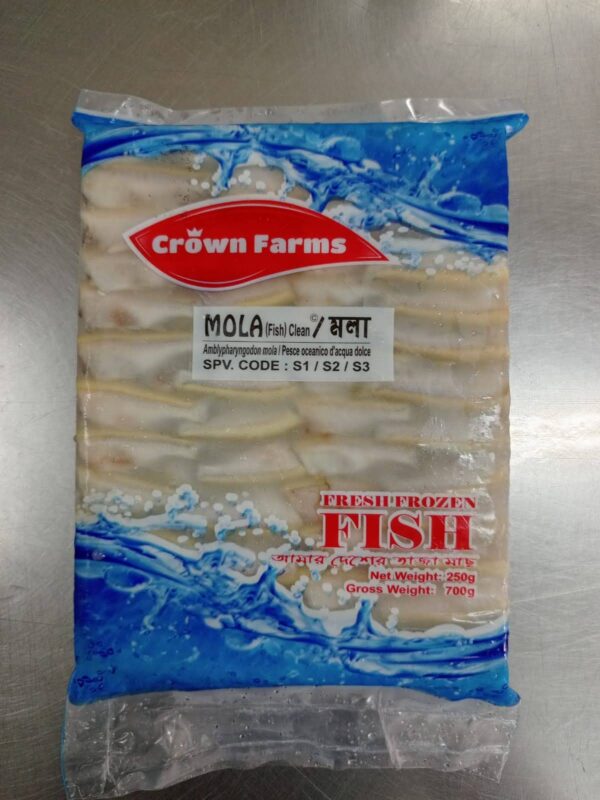 Crown Farms
MOLA (Fish) Clean © / মলা
Amblypharyngodon mola / Pesce oceanico d'acqua dolce
SPV. CODE : S1 / S2 / S3
FRESH FROZEN
FISH
আমার দেশের তাজা মাছ
Net Weight: 250g
Gross Weight: 700g